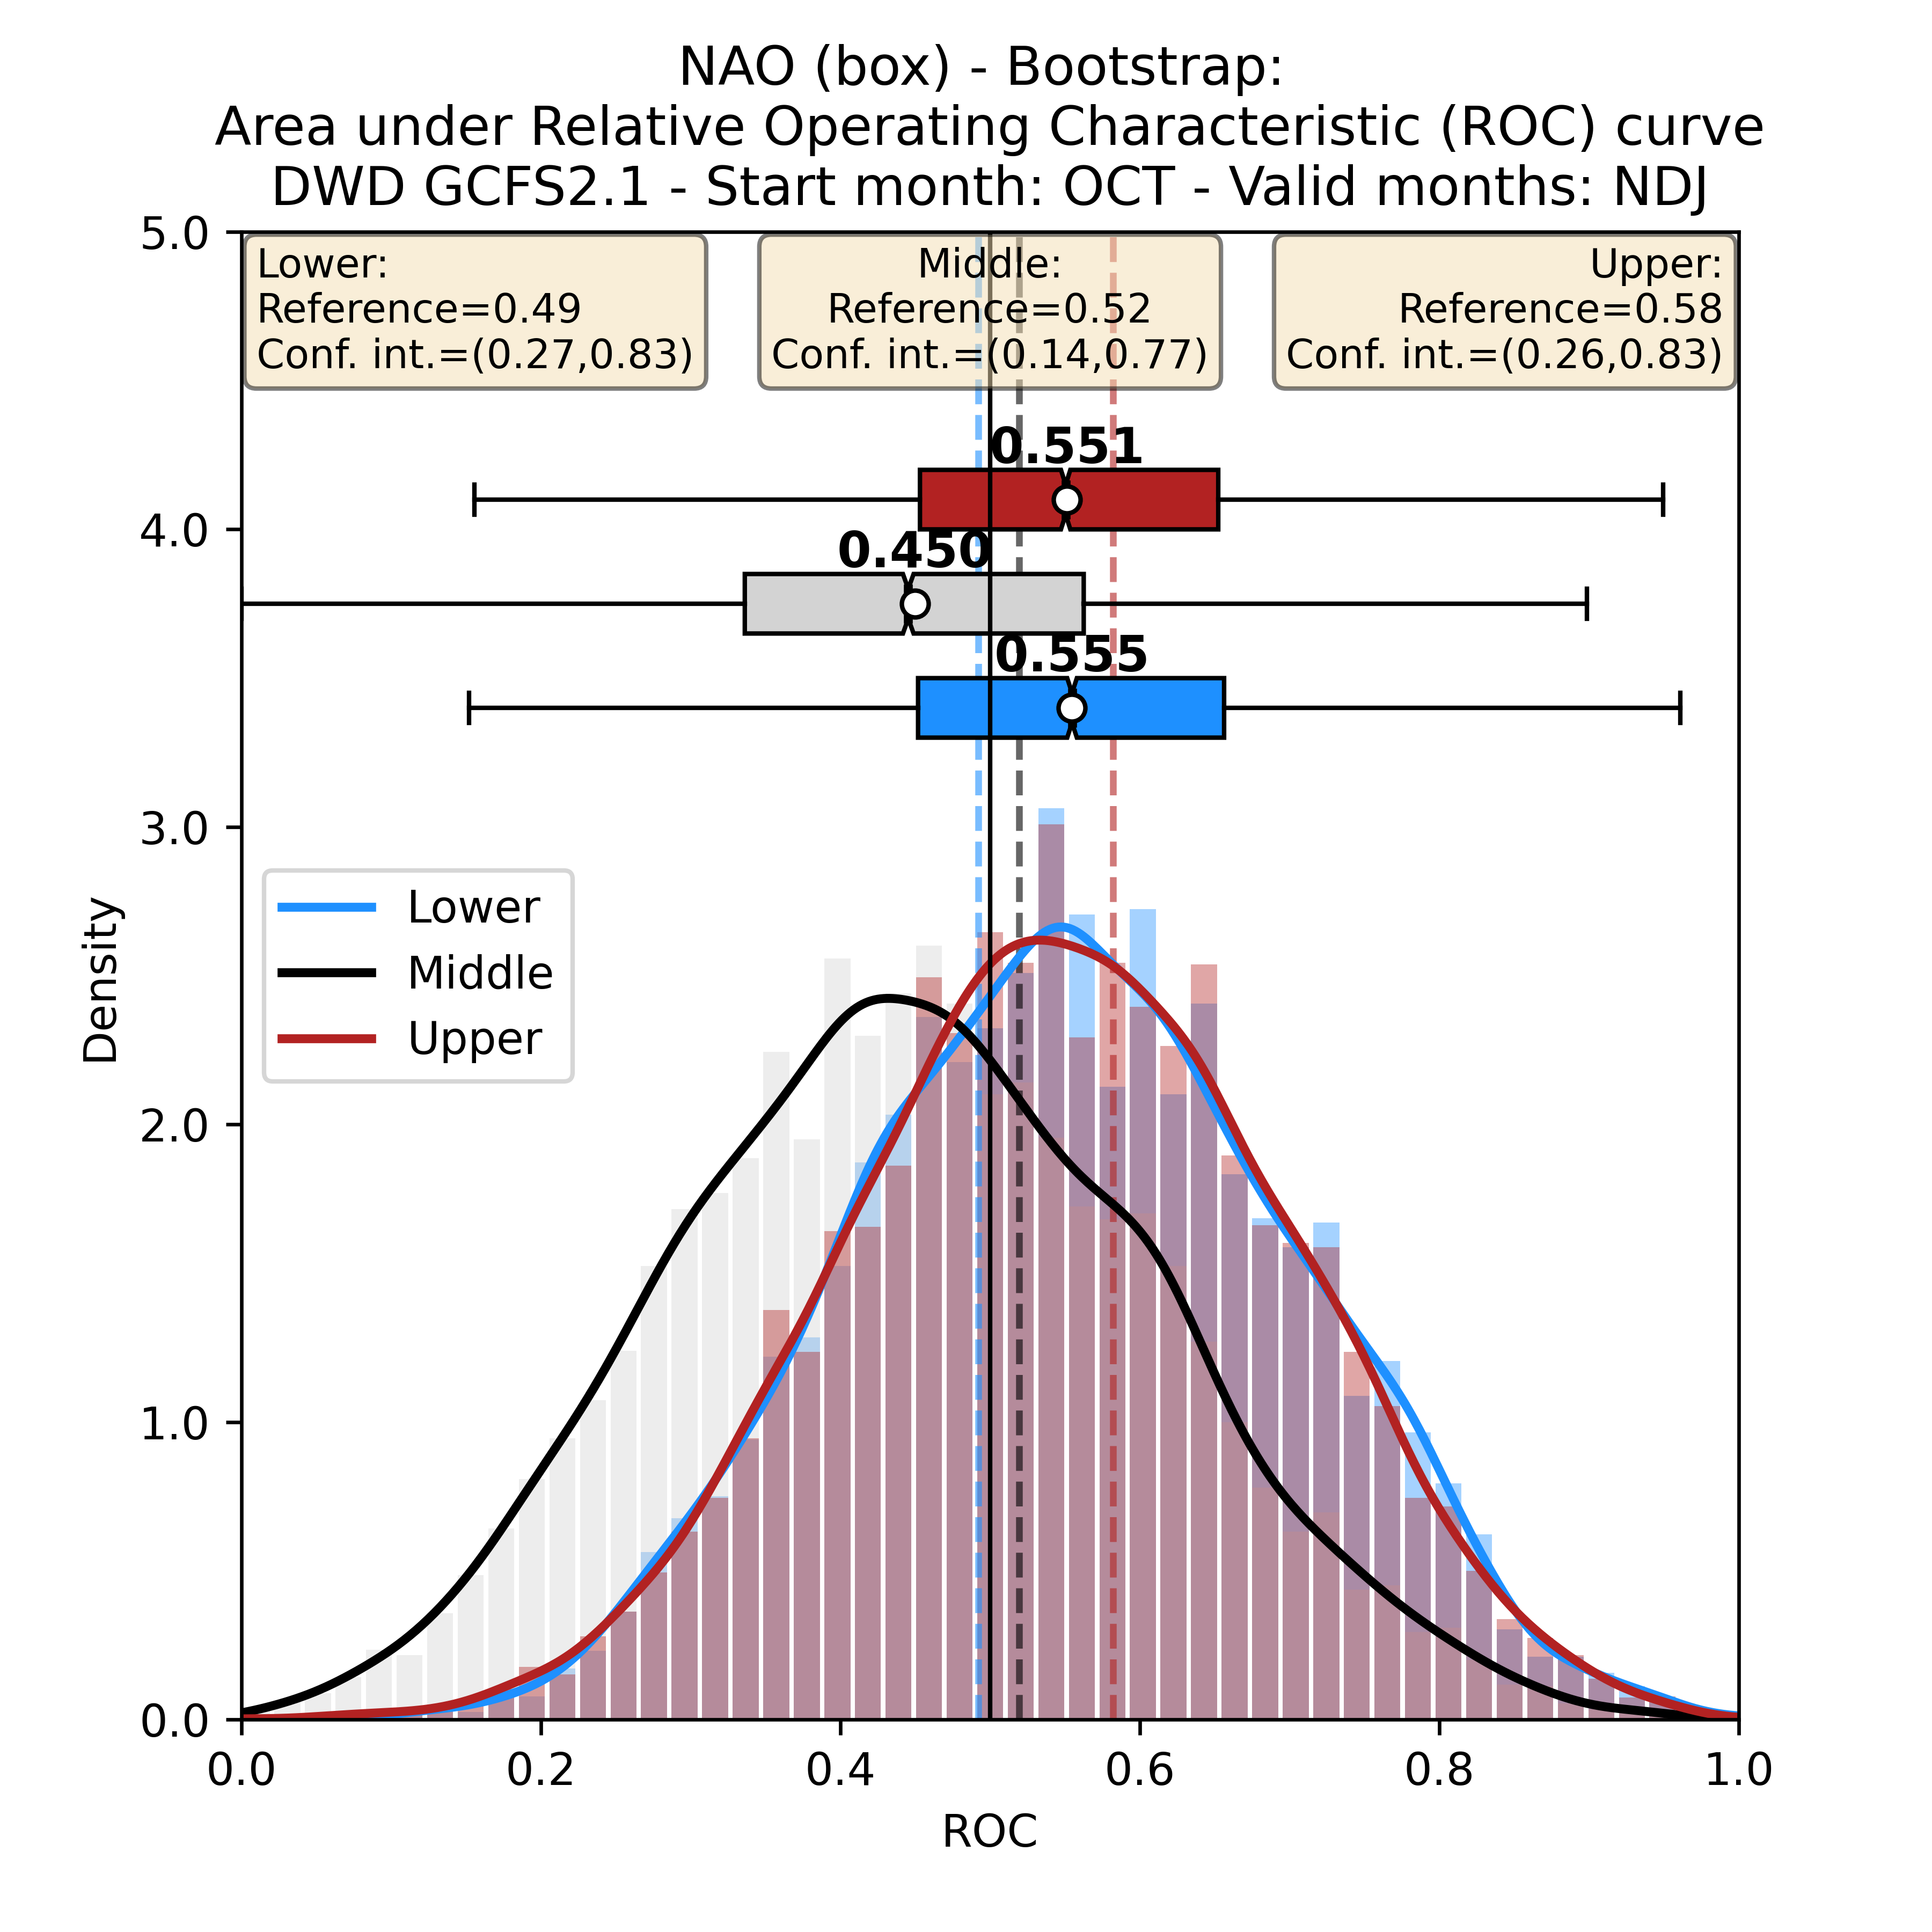 NAO (box) - Bootstrap:
Area under Relative Operating Characteristic (ROC) curve
DWD GCFS2.1 - Start month: OCT - Valid months: NDJ
Lower:
Reference=0.49
Conf. int.=(0.27,0.83)
Middle:
Reference=0.52
Conf. int.=(0.14,0.77)
Upper:
Reference=0.58
Conf. int.=(0.26,0.83)
0.551
0.450
0.555
Lower
Middle
Upper
Density
5.0
4.0
3.0
2.0
1.0
0.0
0.0 0.2 0.4 0.6 0.8 1.0
ROC